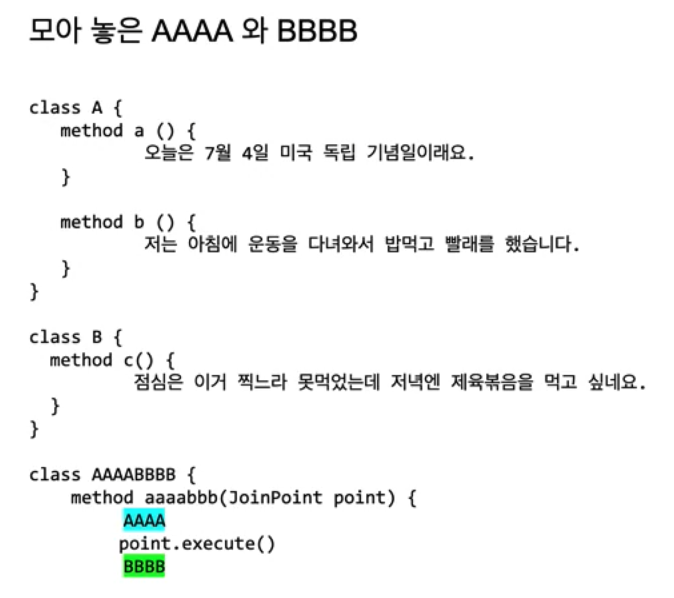 모아 놓은 AAAA 와 BBBB
class A {
method a () {
오늘은 7월 4일 미국 독립 기념일이래요.
}
method b () {
저는 아침에 운동을 다녀와서 밥먹고 빨래를 했습니다.
}
}
class B {
method c() {
점심은 이거 찍느라 못먹었는데 저녁엔 제육볶음을 먹고 싶네요.
}
}
class AAAABBBB {
method aaaabbb(JoinPoint point) {
AAAA
point.execute()
BBBB